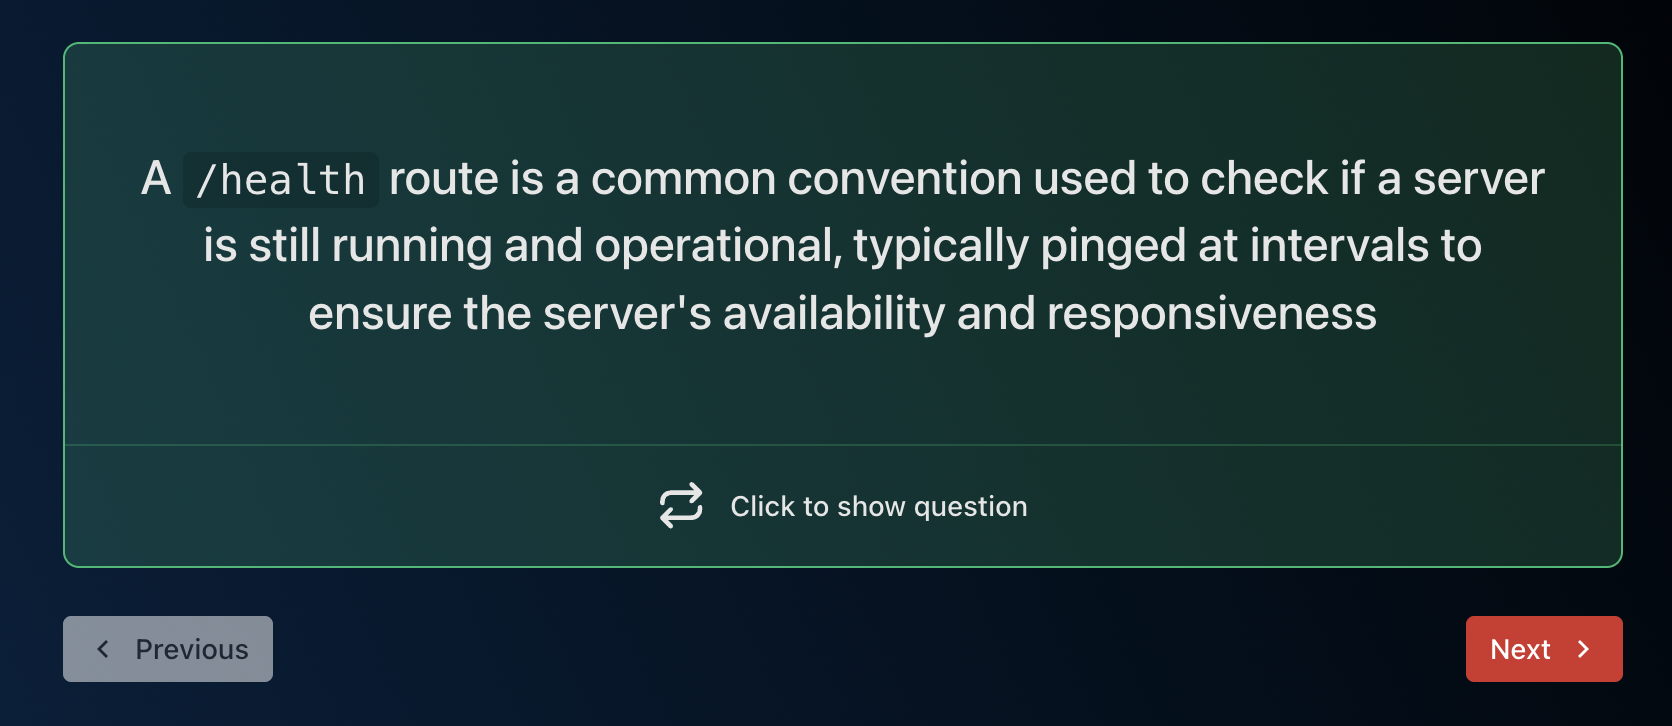 A /health route is a common convention used to check if a server
is still running and operational, typically pinged at intervals to
ensure the server's availability and responsiveness
Click to show question
Previous
Next